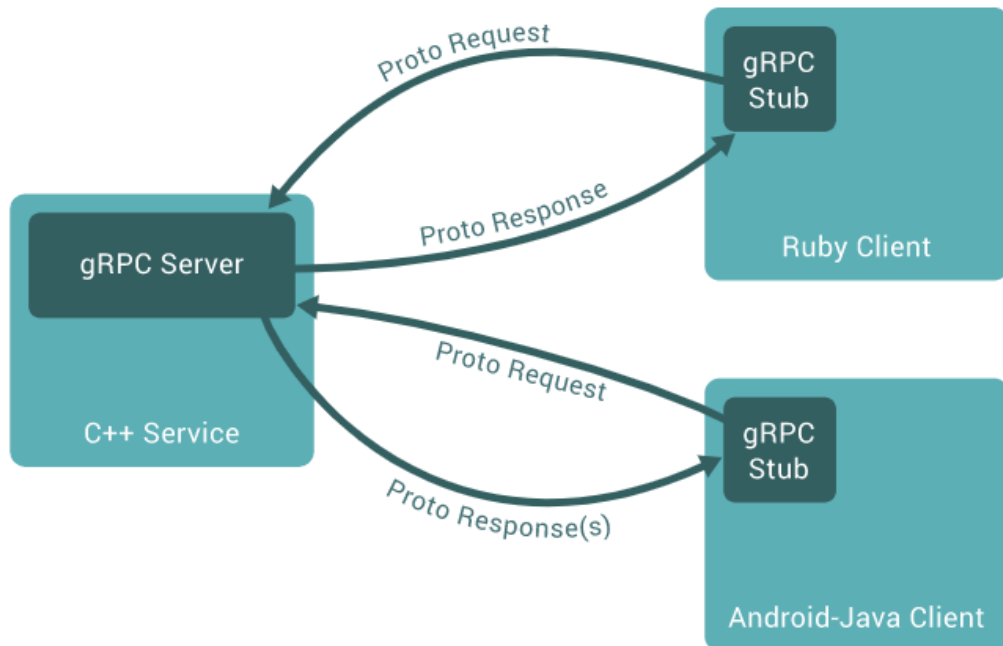 Proto Request
gRPC
Stub
Proto Response
Ruby Client
gRPC Server
C++ Service
Proto Request
gRPC
Stub
Proto Response(s)
Android-Java Client